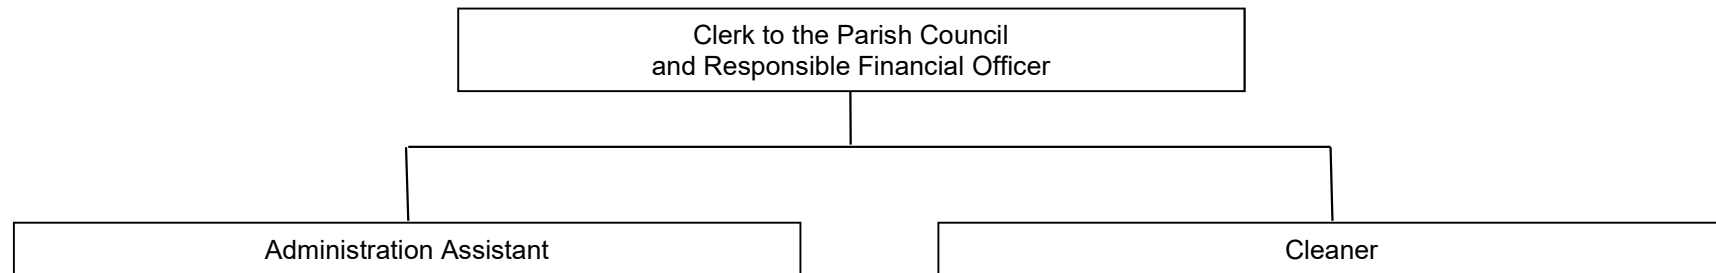 Clerk to the Parish Council
and Responsible Financial Officer
Administration Assistant
Cleaner